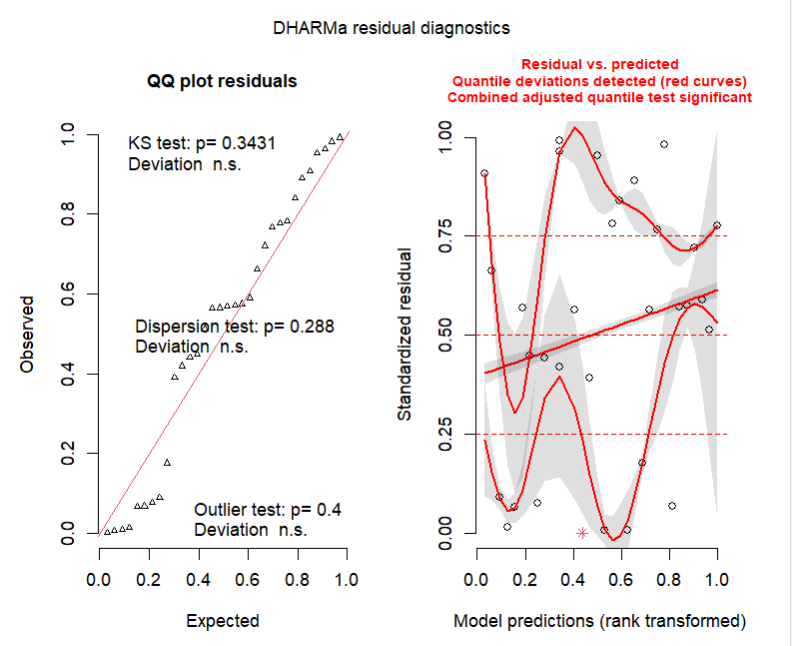 DHARMa residual diagnostics
QQ plot residuals
KS test: p= 0.3431
Deviation n.s.
Dispersion test: p= 0.288
Deviation n.s.
Outlier test: p= 0.4
Deviation n.s.
Observed
0.0
0.2
0.4
0.6
0.8
1.0
0.0 0.2 0.4 0.6 0.8 1.0
Expected
Residual vs. predicted
Quantile deviations detected (red curves)
Combined adjusted quantile test significant
Standardized residual
0.00
0.25
0.50
0.75
1.00
0.0 0.2 0.4 0.6 0.8 1.0
Model predictions (rank transformed)